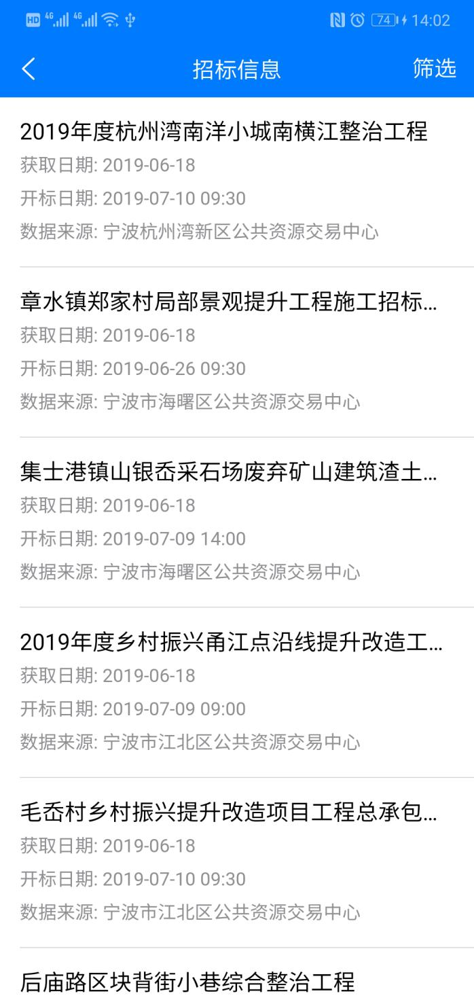 HD 4G 4G 74 14:02
招标信息 筛选
2019年度杭州湾南洋小城南横江整治工程
获取日期: 2019-06-18
开标日期: 2019-07-10 09:30
数据来源: 宁波杭州湾新区公共资源交易中心
章水镇郑家村局部景观提升工程施工招标...
获取日期: 2019-06-18
开标日期: 2019-06-26 09:30
数据来源: 宁波市海曙区公共资源交易中心
集士港镇山银岙采石场废弃矿山建筑渣土...
获取日期: 2019-06-18
开标日期: 2019-07-09 14:00
数据来源: 宁波市海曙区公共资源交易中心
2019年度乡村振兴甬江点沿线提升改造工...
获取日期: 2019-06-18
开标日期: 2019-07-09 09:00
数据来源: 宁波市江北区公共资源交易中心
毛岙村乡村振兴提升改造项目工程总承包...
获取日期: 2019-06-18
开标日期: 2019-07-10 09:30
数据来源: 宁波市江北区公共资源交易中心
后庙路区块背街小巷综合整治工程